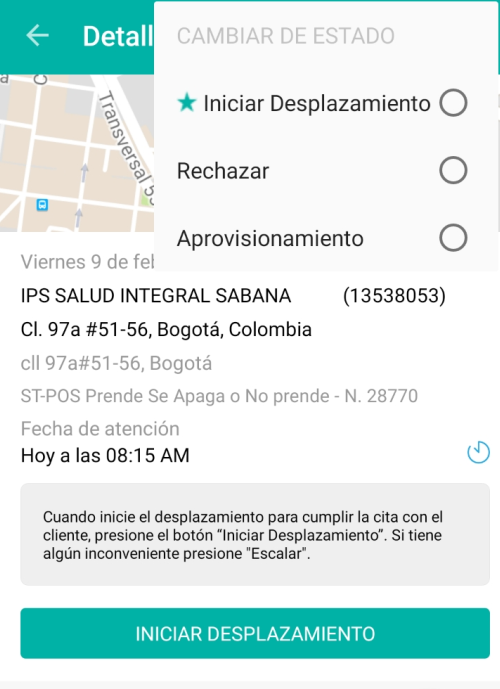 Detall
CAMBIAR DE ESTADO
★ Iniciar Desplazamiento
Rechazar
Aprovisionamiento
Transversal 5
Viernes 9 de feb
IPS SALUD INTEGRAL SABANA (13538053)
Cl. 97a #51-56, Bogotá, Colombia
cll 97a#51-56, Bogotá
ST-POS Prende Se Apaga o No prende - N. 28770
Fecha de atención
Hoy a las 08:15 AM
Cuando inicie el desplazamiento para cumplir la cita con el
cliente, presione el botón “Iniciar Desplazamiento”. Si tiene
algún inconveniente presione "Escalar".
INICIAR DESPLAZAMIENTO